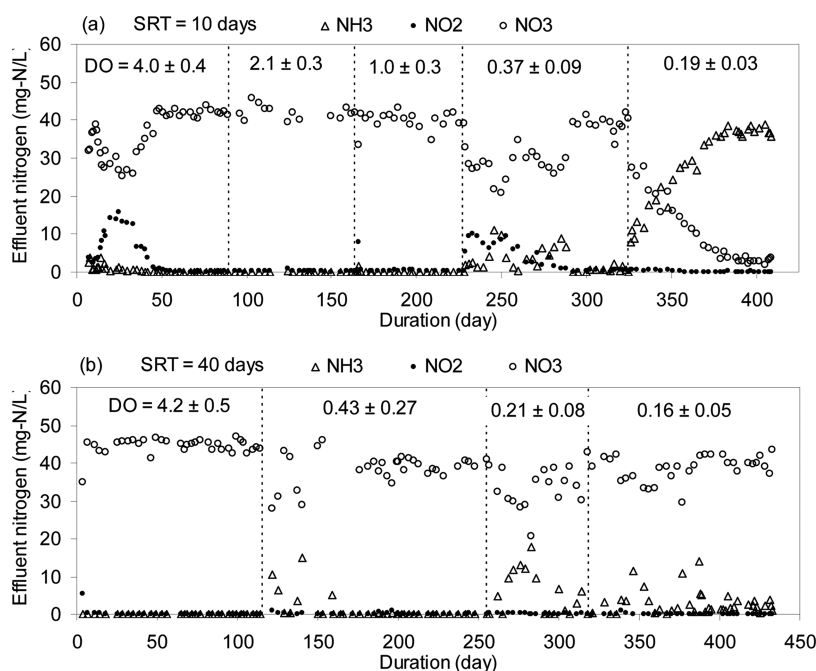 (a) SRT = 10 days △ NH3 • NO2 ○ NO3
Effluent nitrogen (mg-N/L)
60
50
40
30
20
10
0
DO = 4.0 ± 0.4 2.1 ± 0.3 1.0 ± 0.3 0.37 ± 0.09 0.19 ± 0.03
0 50 100 150 200 250 300 350 400
Duration (day)
(b) SRT = 40 days △ NH3 • NO2 ○ NO3
Effluent nitrogen (mg-N/L)
60
50
40
30
20
10
0
DO = 4.2 ± 0.5 0.43 ± 0.27 0.21 ± 0.08 0.16 ± 0.05
0 50 100 150 200 250 300 350 400 450
Duration (day)